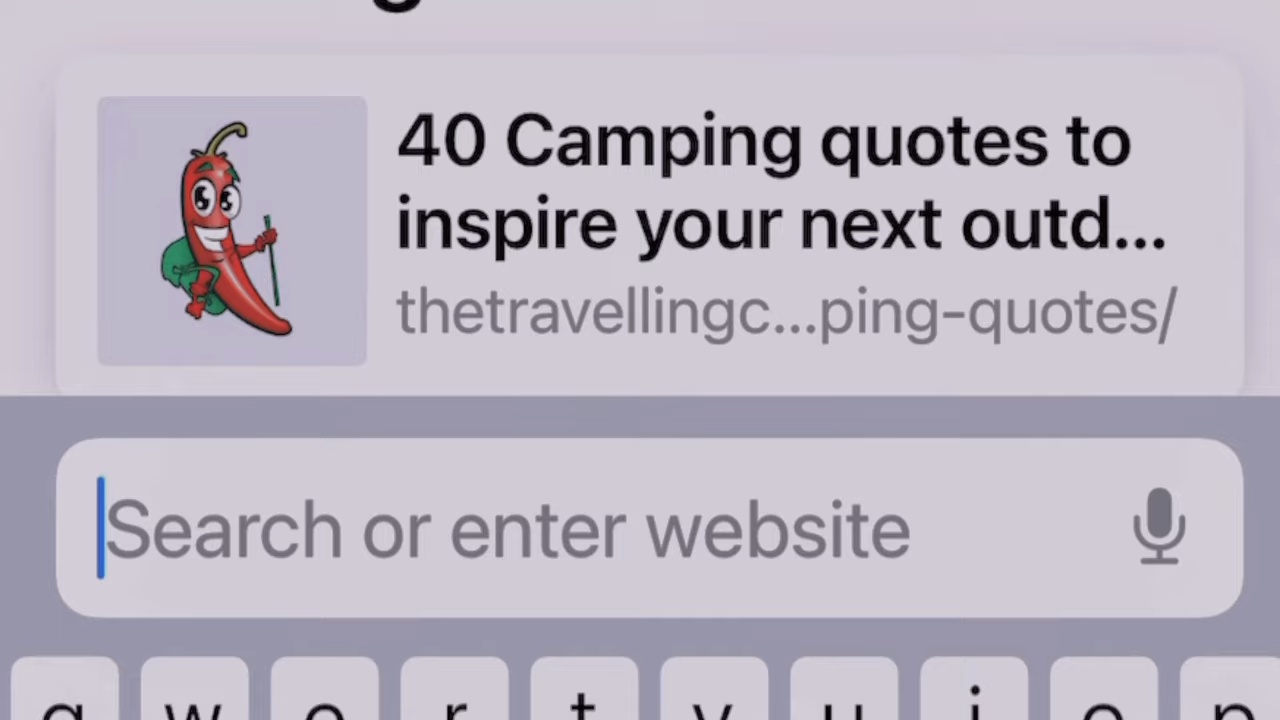 40 Camping quotes to
inspire your next outd...
thetravellingc...ping-quotes/
Search or enter website
q w e r t y u i o p